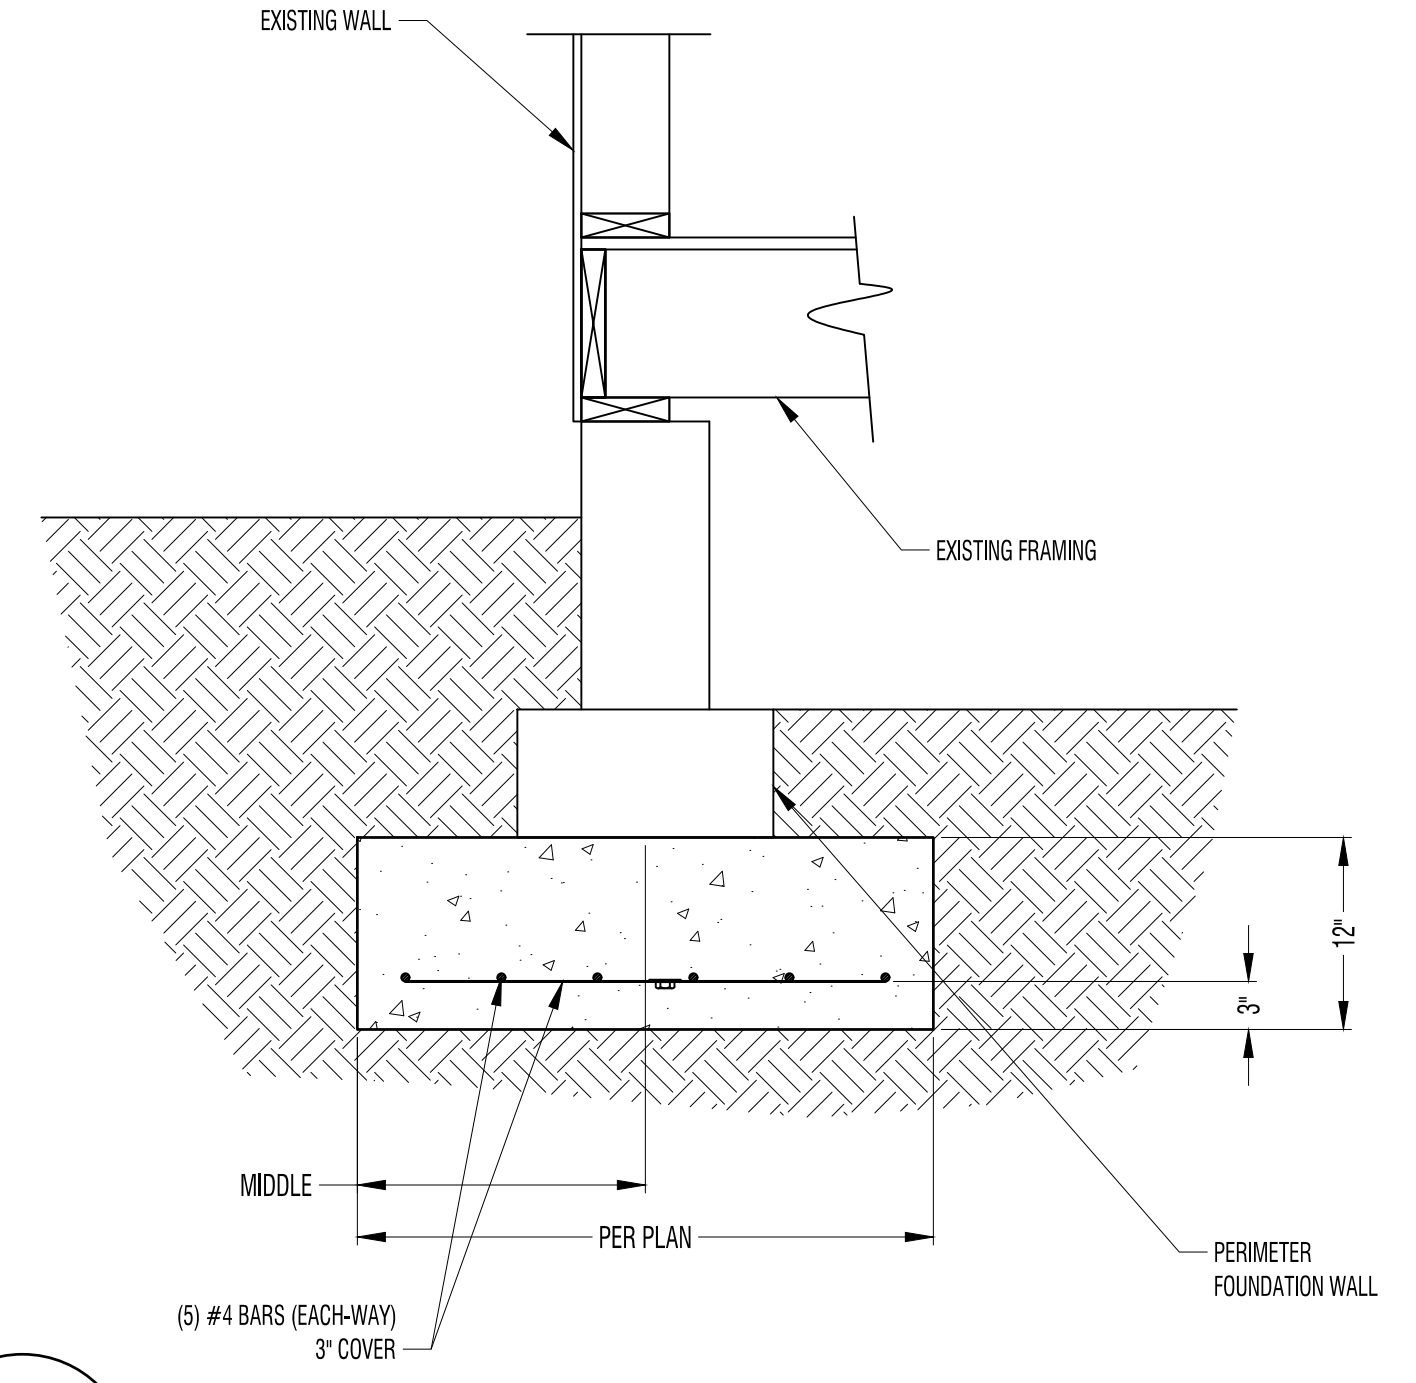 EXISTING WALL
EXISTING FRAMING
12"
3"
MIDDLE
PER PLAN
PERIMETER
FOUNDATION WALL
(5) #4 BARS (EACH-WAY)
3" COVER